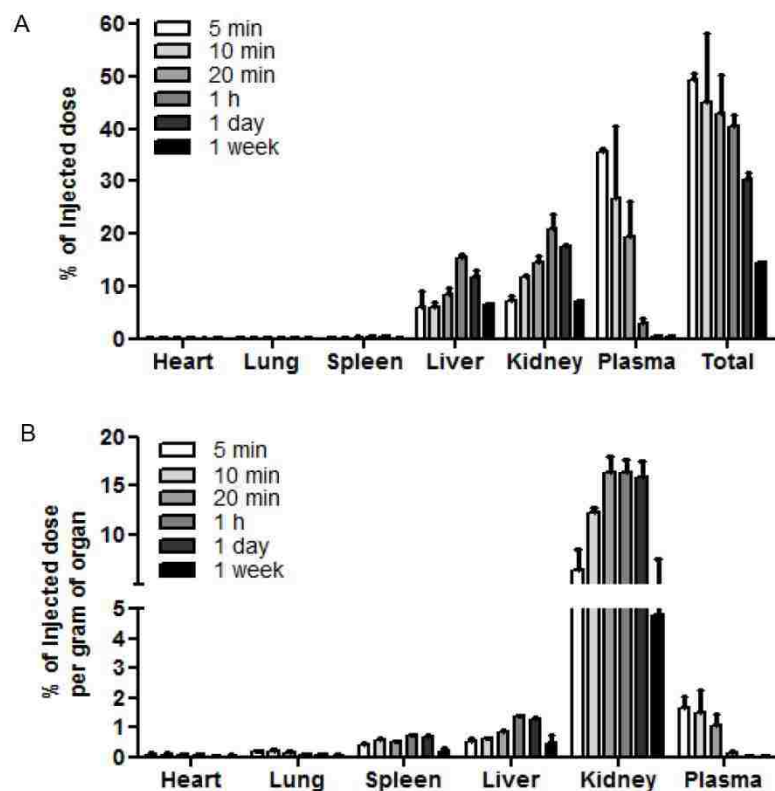 A
% of Injected dose
60
50
40
30
20
10
0
5 min
10 min
20 min
1 h
1 day
1 week
Heart Lung Spleen Liver Kidney Plasma Total
B
% of Injected dose
per gram of organ
20
15
10
5
4
3
2
1
0
5 min
10 min
20 min
1 h
1 day
1 week
Heart Lung Spleen Liver Kidney Plasma